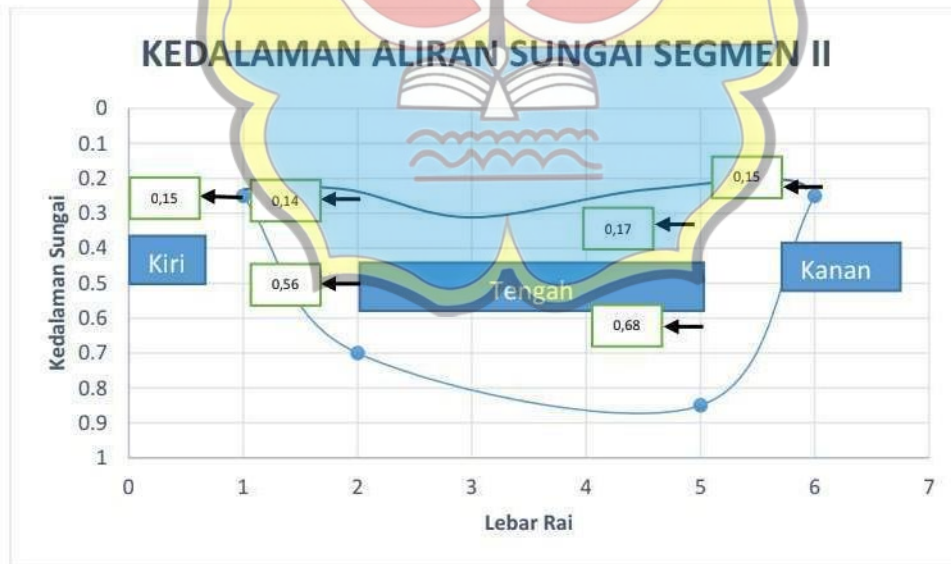 KEDALAMAN ALIRAN SUNGAI SEGMEN II
Kedalaman Sungai
0
0.1
0.2
0.3
0.4
0.5
0.6
0.7
0.8
0.9
1
0,15
0,14
0,15
0,17
Kiri
0,56
Tengah
Kanan
0,68
0 1 2 3 4 5 6 7
Lebar Rai